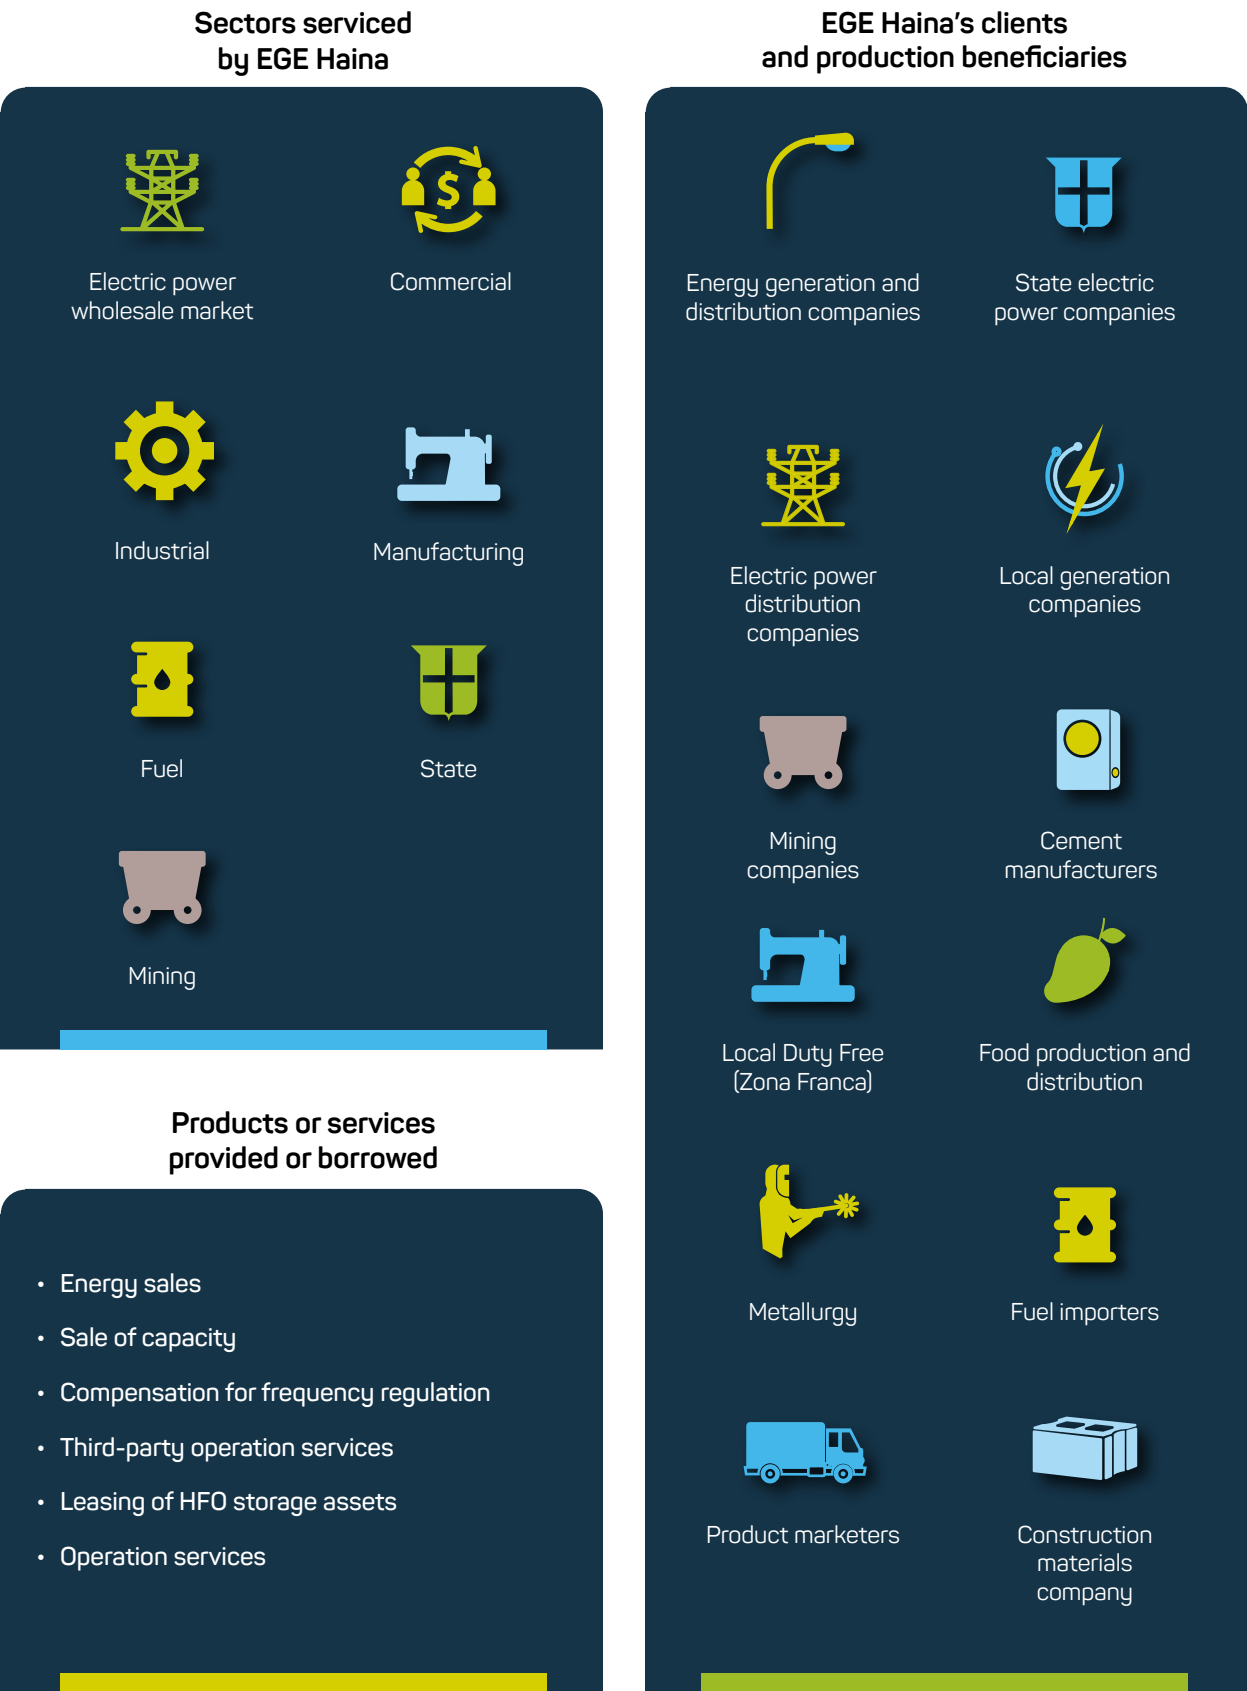 Sectors serviced
by EGE Haina
Electric power
wholesale market
Commercial
Industrial
Manufacturing
Fuel
State
Mining
Products or services
provided or borrowed
• Energy sales
• Sale of capacity
• Compensation for frequency regulation
• Third-party operation services
• Leasing of HFO storage assets
• Operation services
EGE Haina's clients
and production beneficiaries
Energy generation and
distribution companies
State electric
power companies
Electric power
distribution
companies
Local generation
companies
Mining
companies
Cement
manufacturers
Local Duty Free
(Zona Franca)
Food production and
distribution
Metallurgy
Fuel importers
Product marketers
Construction
materials
company